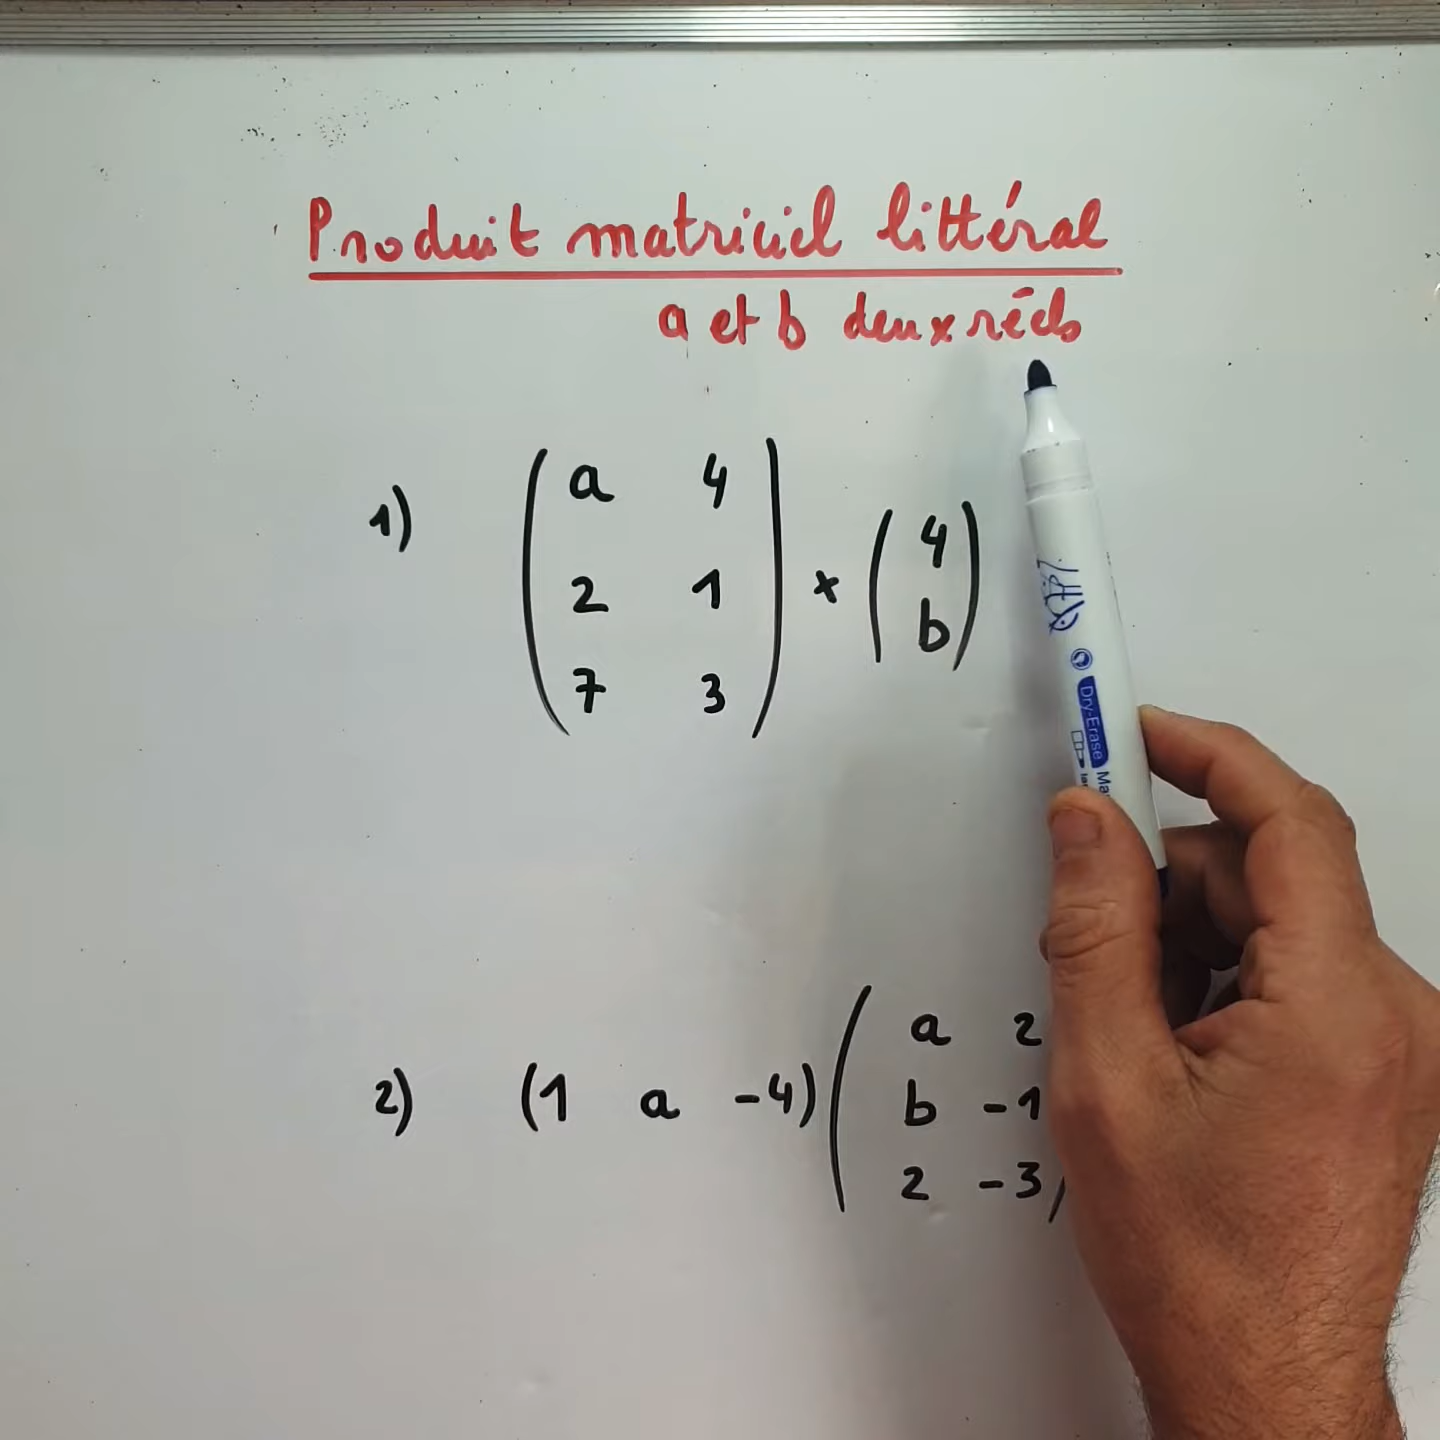 Produit matriciel littéral
a et b deux réels
1) ( a 4 ) × ( 4 )
2 1 b
7 3
2) (1 a -4) ( a 2
b -1
2 -3 )
Dry-Erase Ma